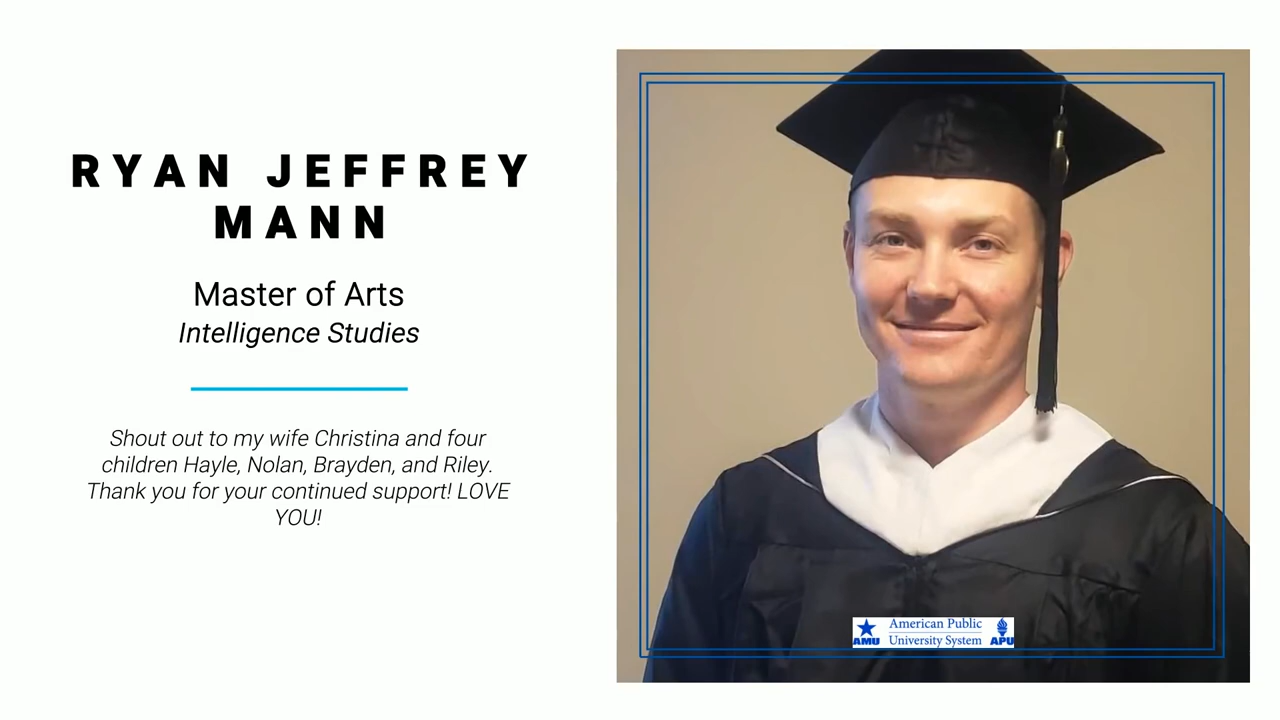 RYAN JEFFREY
MANN
Master of Arts
Intelligence Studies
Shout out to my wife Christina and four
children Hayle, Nolan, Brayden, and Riley.
Thank you for your continued support! LOVE
YOU!
AMU
American Public
University System
APU